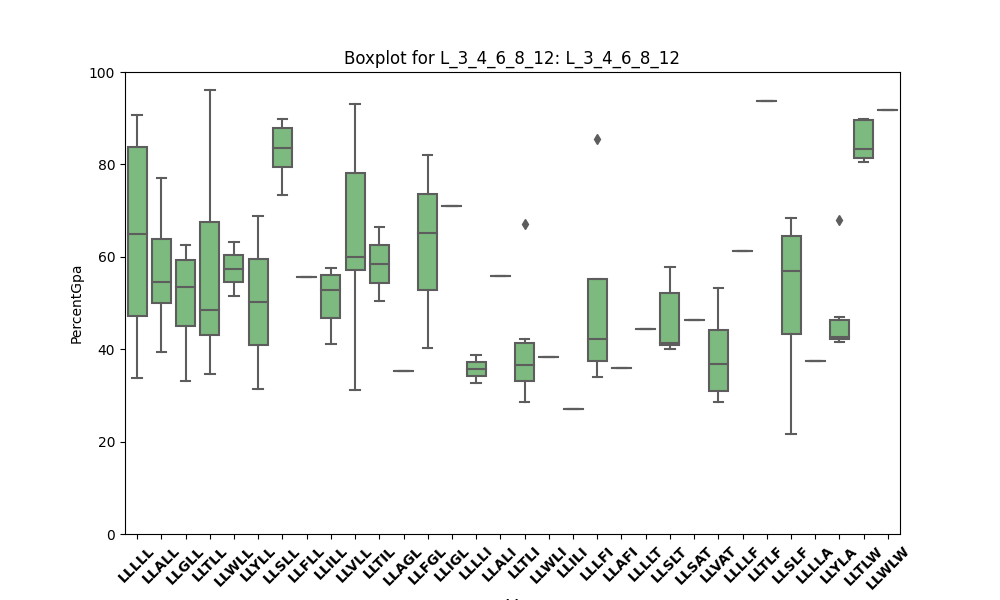 Boxplot for L_3_4_6_8_12: L_3_4_6_8_12
100
80
60
40
20
0
PercentGpa
LLLLL
LLALL
LLGLL
LLTLL
LLWLL
LLYLL
LLSLL
LLFLL
LLILL
LLVLL
LLTIL
LLAGL
LLFGL
LLIGL
LLLLI
LLALI
LLTLI
LLWLI
LLILI
LLLFI
LLAFI
LLLLT
LLSLT
LLSAT
LLVAT
LLLLF
LLTLF
LLSLF
LLLLA
LLYLA
LLTLW
LLWLW